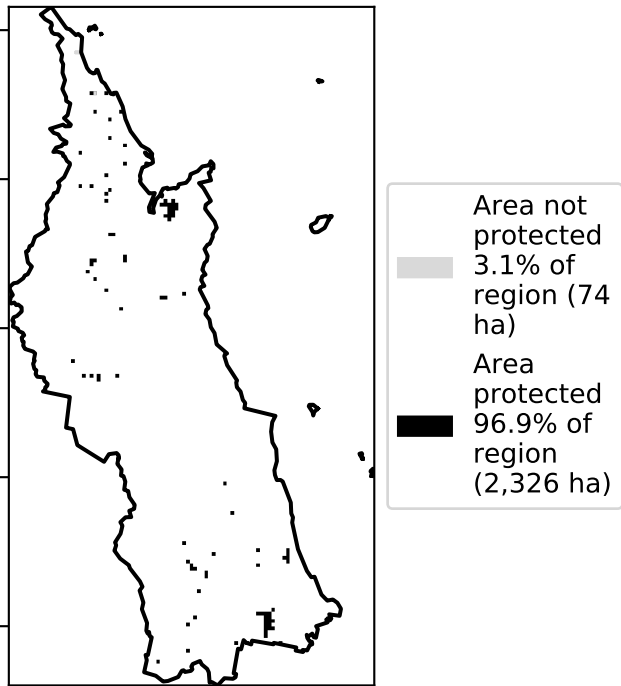 Area not
protected
3.1% of
region (74
ha)
Area
protected
96.9% of
region
(2,326 ha)